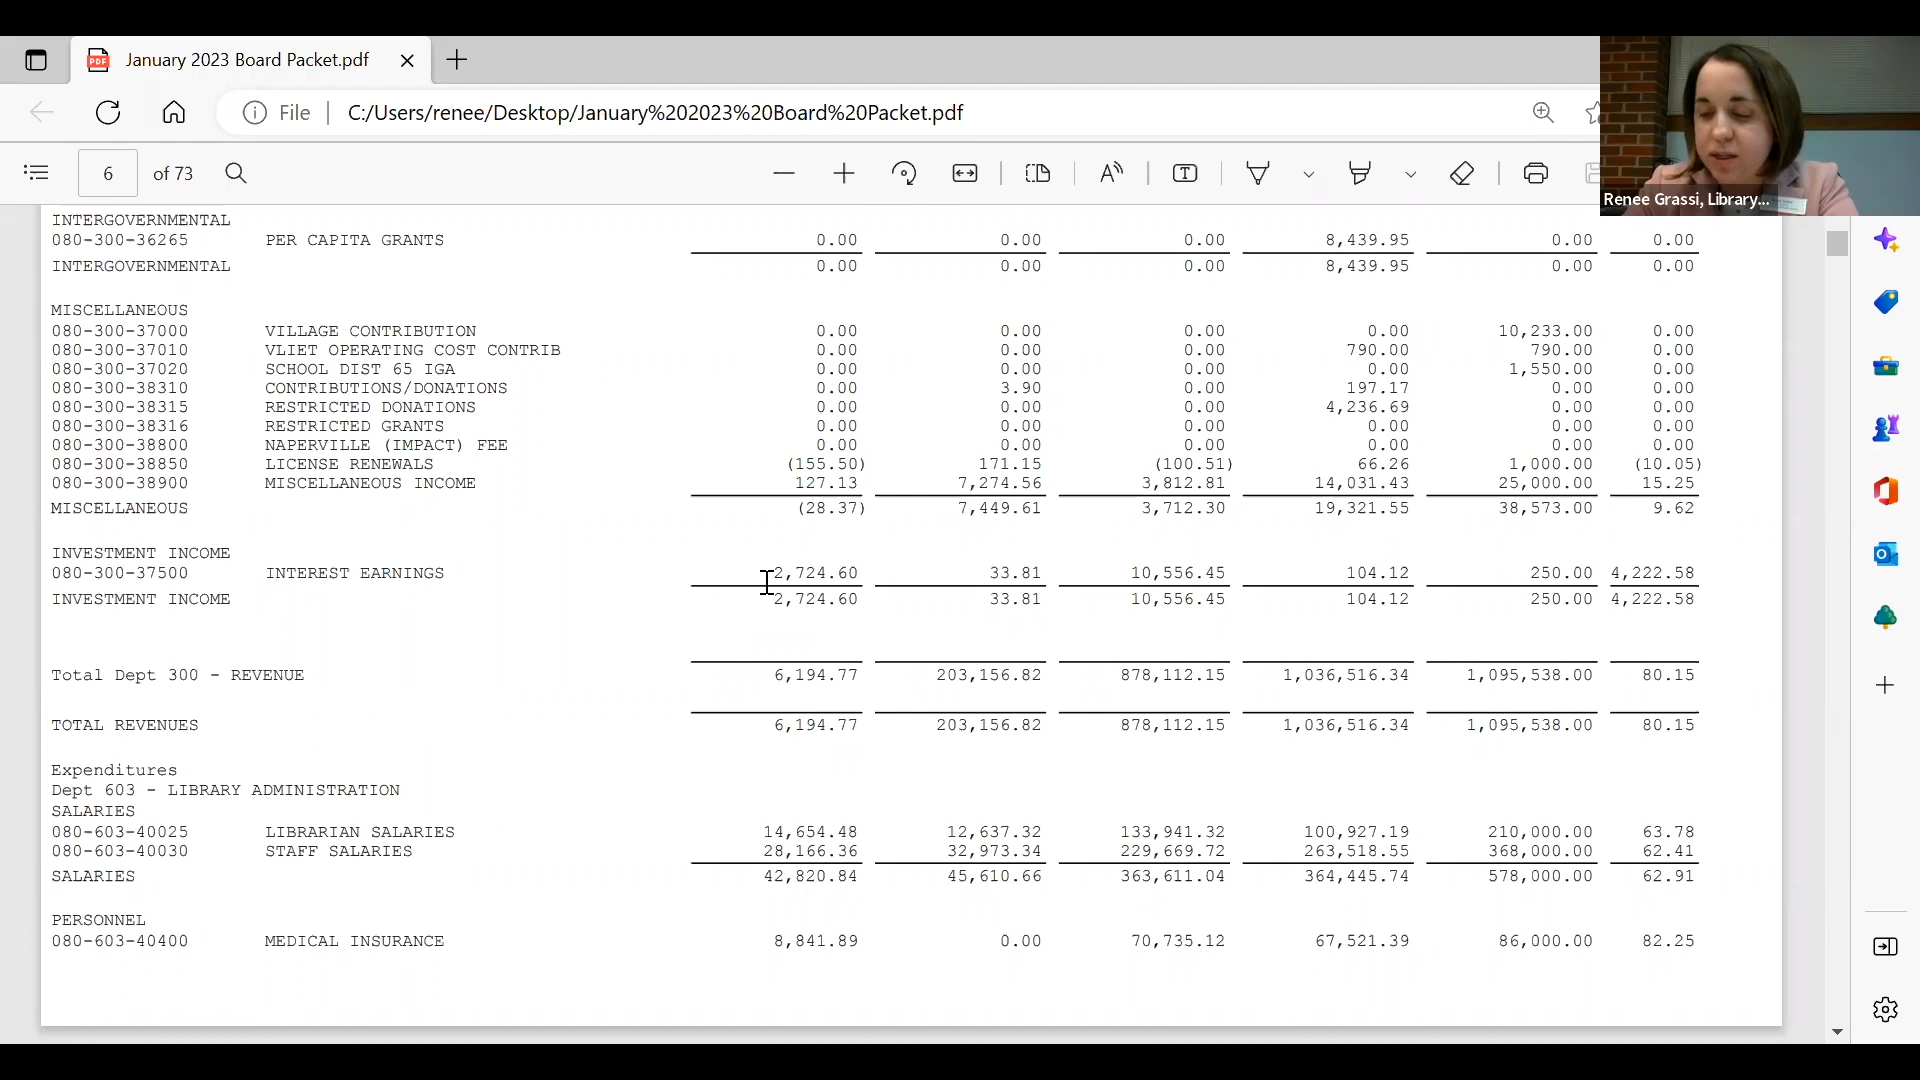 January 2023 Board Packet.pdf
File C:/Users/renee/Desktop/January%202023%20Board%20Packet.pdf
6 of 73
Renee Grassi, Library...
INTERGOVERNMENTAL
080-300-36265 PER CAPITA GRANTS 0.00 0.00 0.00 8,439.95 0.00 0.00
INTERGOVERNMENTAL 0.00 0.00 0.00 8,439.95 0.00 0.00
MISCELLANEOUS
080-300-37000 VILLAGE CONTRIBUTION 0.00 0.00 0.00 0.00 10,233.00 0.00
080-300-37010 VLIET OPERATING COST CONTRIB 0.00 0.00 0.00 790.00 790.00 0.00
080-300-37020 SCHOOL DIST 65 IGA 0.00 0.00 0.00 0.00 1,550.00 0.00
080-300-38310 CONTRIBUTIONS/DONATIONS 0.00 3.90 0.00 197.17 0.00 0.00
080-300-38315 RESTRICTED DONATIONS 0.00 0.00 0.00 4,236.69 0.00 0.00
080-300-38316 RESTRICTED GRANTS 0.00 0.00 0.00 0.00 0.00 0.00
080-300-38800 NAPERVILLE (IMPACT) FEE 0.00 0.00 0.00 0.00 0.00 0.00
080-300-38850 LICENSE RENEWALS (155.50) 171.15 (100.51) 66.26 1,000.00 (10.05)
080-300-38900 MISCELLANEOUS INCOME 127.13 7,274.56 3,812.81 14,031.43 25,000.00 15.25
MISCELLANEOUS (28.37) 7,449.61 3,712.30 19,321.55 38,573.00 9.62
INVESTMENT INCOME
080-300-37500 INTEREST EARNINGS 2,724.60 33.81 10,556.45 104.12 250.00 4,222.58
INVESTMENT INCOME 2,724.60 33.81 10,556.45 104.12 250.00 4,222.58
Total Dept 300 - REVENUE 6,194.77 203,156.82 878,112.15 1,036,516.34 1,095,538.00 80.15
TOTAL REVENUES 6,194.77 203,156.82 878,112.15 1,036,516.34 1,095,538.00 80.15
Expenditures
Dept 603 - LIBRARY ADMINISTRATION
SALARIES
080-603-40025 LIBRARIAN SALARIES 14,654.48 12,637.32 133,941.32 100,927.19 210,000.00 63.78
080-603-40030 STAFF SALARIES 28,166.36 32,973.34 229,669.72 263,518.55 368,000.00 62.41
SALARIES 42,820.84 45,610.66 363,611.04 364,445.74 578,000.00 62.91
PERSONNEL
080-603-40400 MEDICAL INSURANCE 8,841.89 0.00 70,735.12 67,521.39 86,000.00 82.25